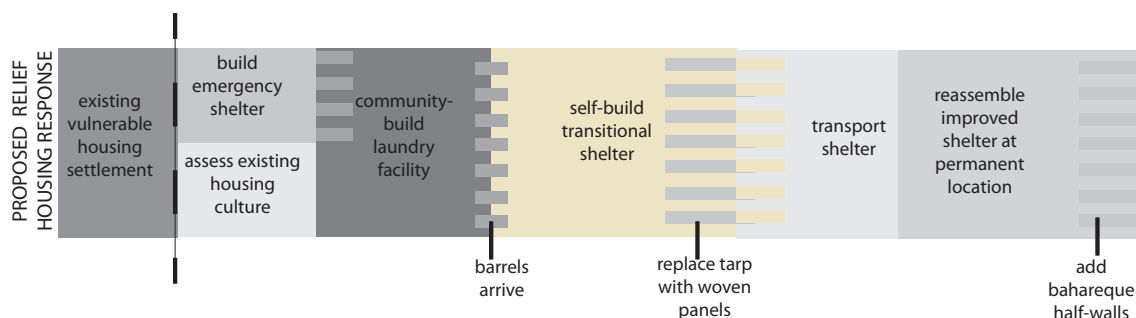 PROPOSED RELIEF
HOUSING RESPONSE
existing
vulnerable
housing
settlement
build
emergency
shelter
assess existing
housing
culture
community-
build
laundry
facility
barrels
arrive
self-build
transitional
shelter
replace tarp
with woven
panels
transport
shelter
reassemble
improved
shelter at
permanent
location
add
bahareque
half-walls